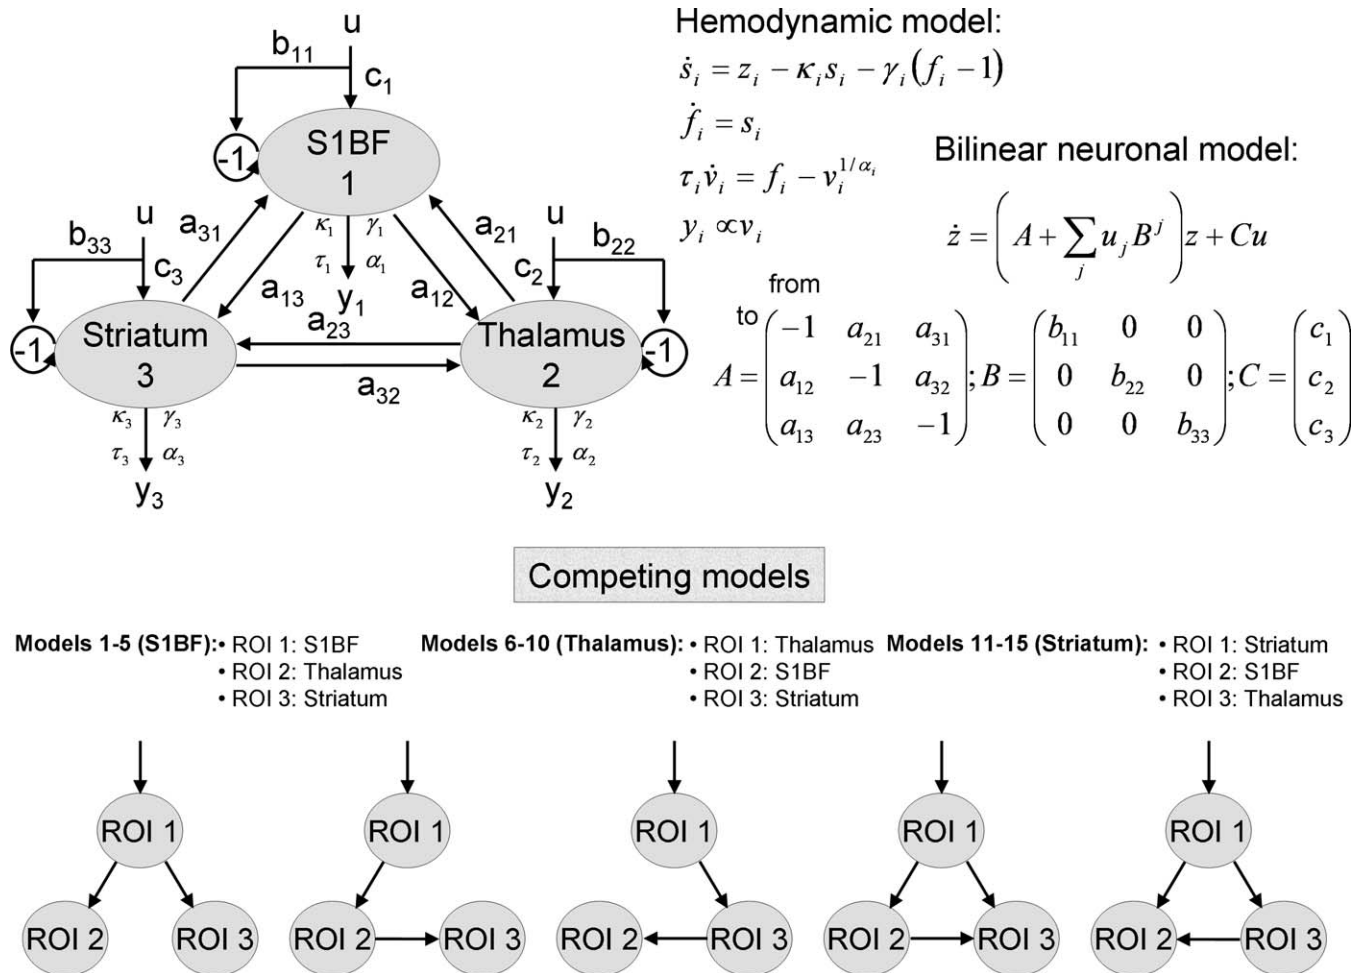 u
b₁₁
c₁
-1
S1BF
1
κ₁ γ₁
τ₁ α₁
y₁
a₃₁
a₁₃
a₂₁
a₁₂
u
b₃₃
c₃
-1
Striatum
3
κ₃ γ₃
τ₃ α₃
y₃
a₂₃
a₃₂
u
b₂₂
c₂
Thalamus
2
-1
κ₂ γ₂
τ₂ α₂
y₂
Hemodynamic model:
ṡᵢ = zᵢ − κᵢsᵢ − γᵢ(fᵢ − 1)
ḟᵢ = sᵢ
τᵢv̇ᵢ = fᵢ − vᵢ^{1/αᵢ}
yᵢ ∝ vᵢ
Bilinear neuronal model:
ż = (A + ∑ⱼ uⱼBʲ)z + Cu
from
to
A = (−1 a₂₁ a₃₁; B = (b₁₁ 0 0; C = (c₁
a₁₂ −1 a₃₂ 0 b₂₂ 0 c₂
a₁₃ a₂₃ −1) 0 0 b₃₃) c₃)
Competing models
Models 1-5 (S1BF): • ROI 1: S1BF
• ROI 2: Thalamus
• ROI 3: Striatum
Models 6-10 (Thalamus): • ROI 1: Thalamus
• ROI 2: S1BF
• ROI 3: Striatum
Models 11-15 (Striatum): • ROI 1: Striatum
• ROI 2: S1BF
• ROI 3: Thalamus
ROI 1 ROI 1 ROI 1 ROI 1 ROI 1
ROI 2 ROI 3 ROI 2 ROI 3 ROI 2 ROI 3 ROI 2 ROI 3 ROI 2 ROI 3